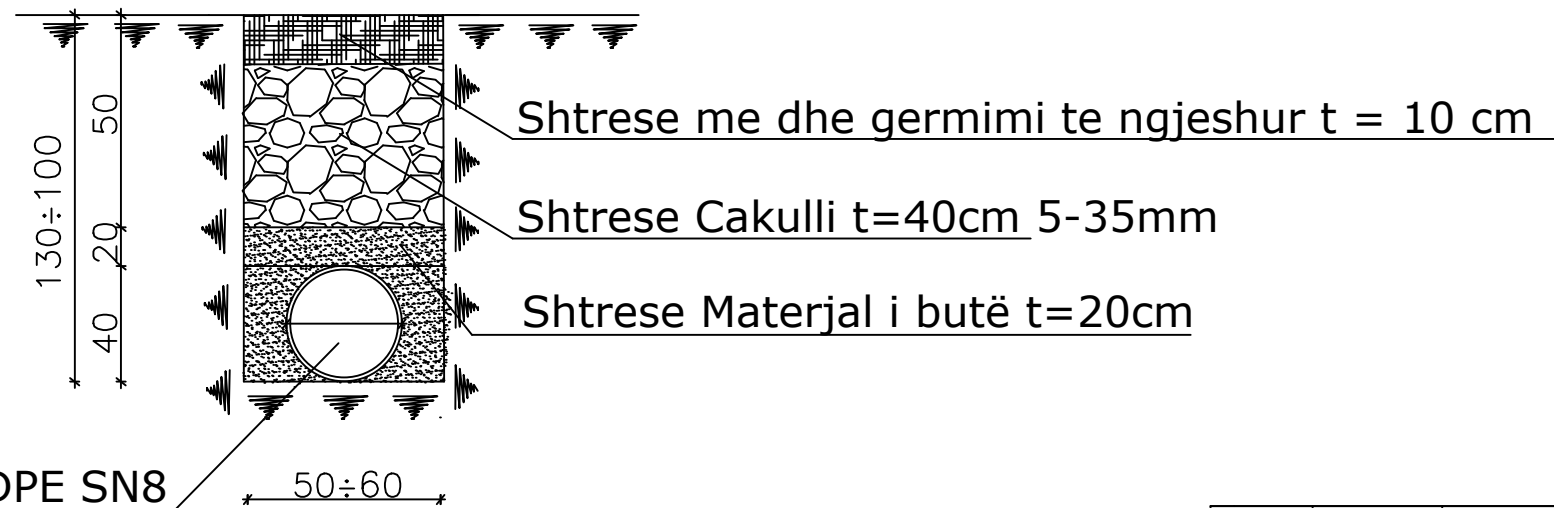 Shtrese me dhe germimi te ngjeshur t = 10 cm
Shtrese Cakulli t=40cm 5-35mm
Shtrese Materjal i butë t=20cm
130÷100
50
20
40
SN8
50÷60